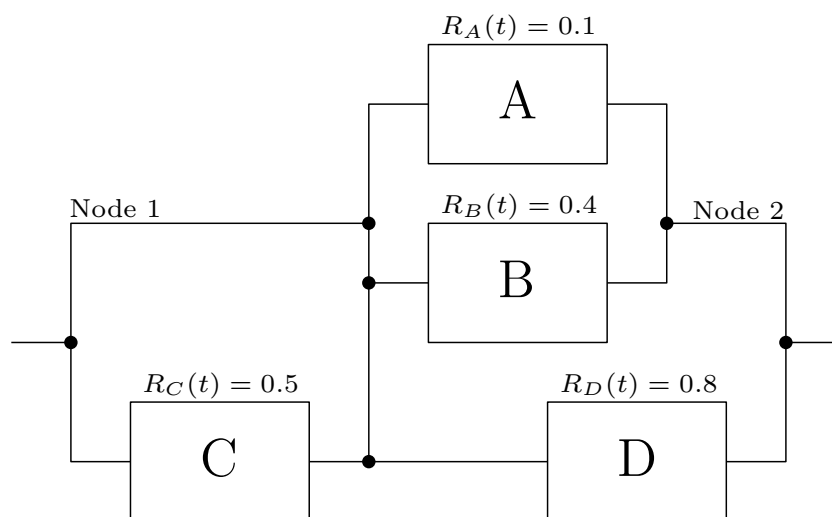 R_A(t) = 0.1
A
Node 1
R_B(t) = 0.4
Node 2
B
R_C(t) = 0.5
R_D(t) = 0.8
C
D